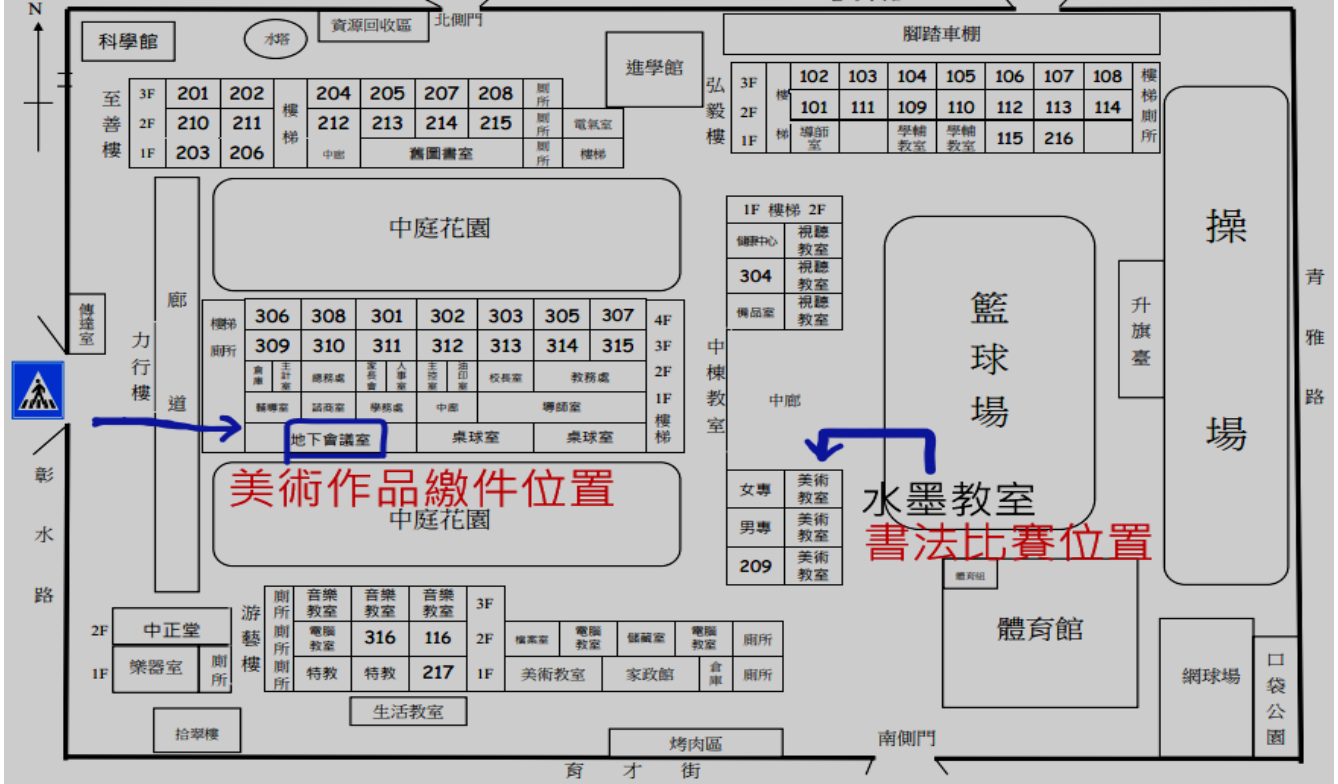 N
科學館
水塔
資源回收區
北側門
進學館
腳踏車棚
至善樓
3F 201 202 樓梯 204 205 207 208 厠所
2F 210 211 212 213 214 215 厠所 電氣室
1F 203 206 中廊 舊圖書室 厠所 樓梯
弘毅樓
3F 樓梯 102 103 104 105 106 107 108 樓梯厠所
2F 101 111 109 110 112 113 114
1F 導師室 學輔教室 學輔教室 115 216
中庭花園
廊道
傳達室
力行樓
樓梯 306 308 301 302 303 305 307 4F
厠所 309 310 311 312 313 314 315 3F
倉庫 主計室 總務處 家長會 人事室 主控室 油印室 校長室 教務處 2F
輔導室 諮商室 學務處 中廊 導師室 1F
地下會議室 桌球室 桌球室 樓梯
美術作品繳件位置
中庭花園
1F 樓梯 2F
健康中心 視聽教室
304 視聽教室
備品室 視聽教室
中棟教室
中廊
女專 美術教室
男專 美術教室
209 美術教室
籃球場
水墨教室
書法比賽位置
升旗臺
操場
青雅路
彰水路
體育組
體育館
網球場
口袋公園
2F 中正堂
1F 樂器室 厠所
游藝樓
厠所 音樂教室 音樂教室 音樂教室 3F
厠所 電腦教室 316 116 2F 檔案室 電腦教室 儲藏室 電腦教室 厠所
厠所 特教 特教 217 1F 美術教室 家政館 倉庫 厠所
生活教室
拾翠樓
烤肉區
南側門
育才街